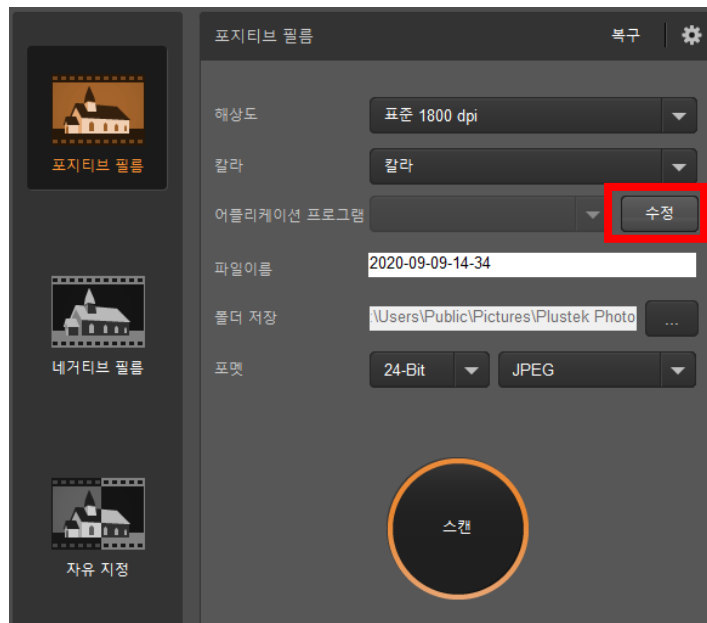 포지티브 필름
복구
해상도
표준 1800 dpi
포지티브 필름
칼라
칼라
어플리케이션 프로그램
수정
파일이름
2020-09-09-14-34
폴더 저장
:\Users\Public\Pictures\Plustek Photo
...
네거티브 필름
포멧
24-Bit
JPEG
스캔
자유 지정